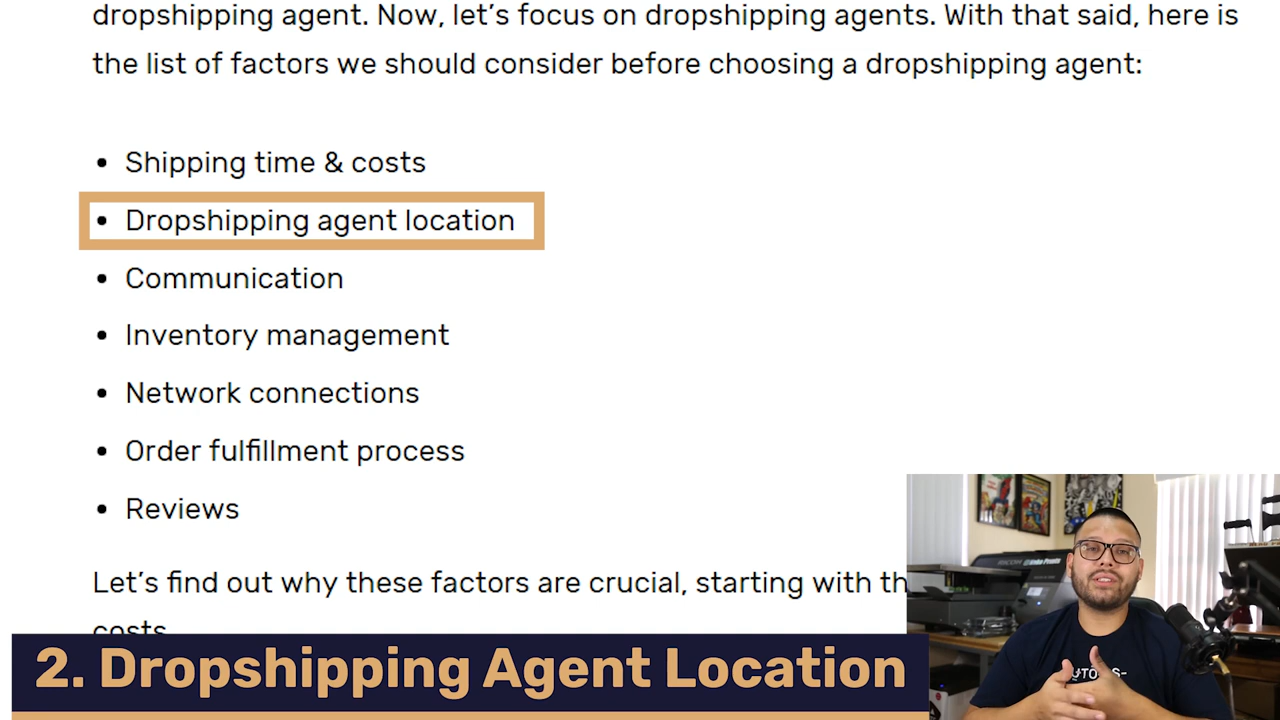 dropshipping agent. Now, let's focus on dropshipping agents. With that said, here is
the list of factors we should consider before choosing a dropshipping agent:
• Shipping time & costs
• Dropshipping agent location
• Communication
• Inventory management
• Network connections
• Order fulfillment process
• Reviews
Let's find out why these factors are crucial, starting with th
costs
2. Dropshipping Agent Location
RICOH